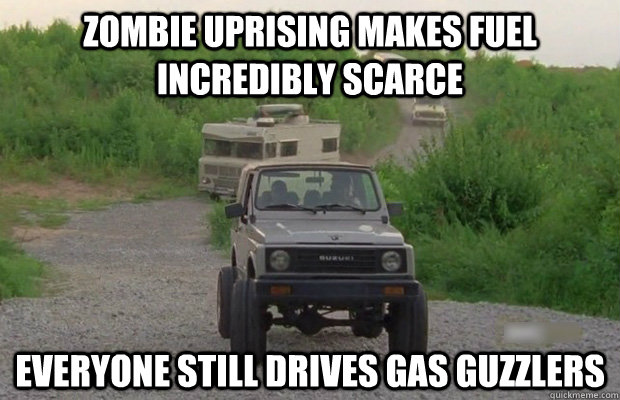 ZOMBIE UPRISING MAKES FUEL
INCREDIBLY SCARCE
SUZUKI
EVERYONE STILL DRIVES GAS GUZZLERS
quickmeme.com